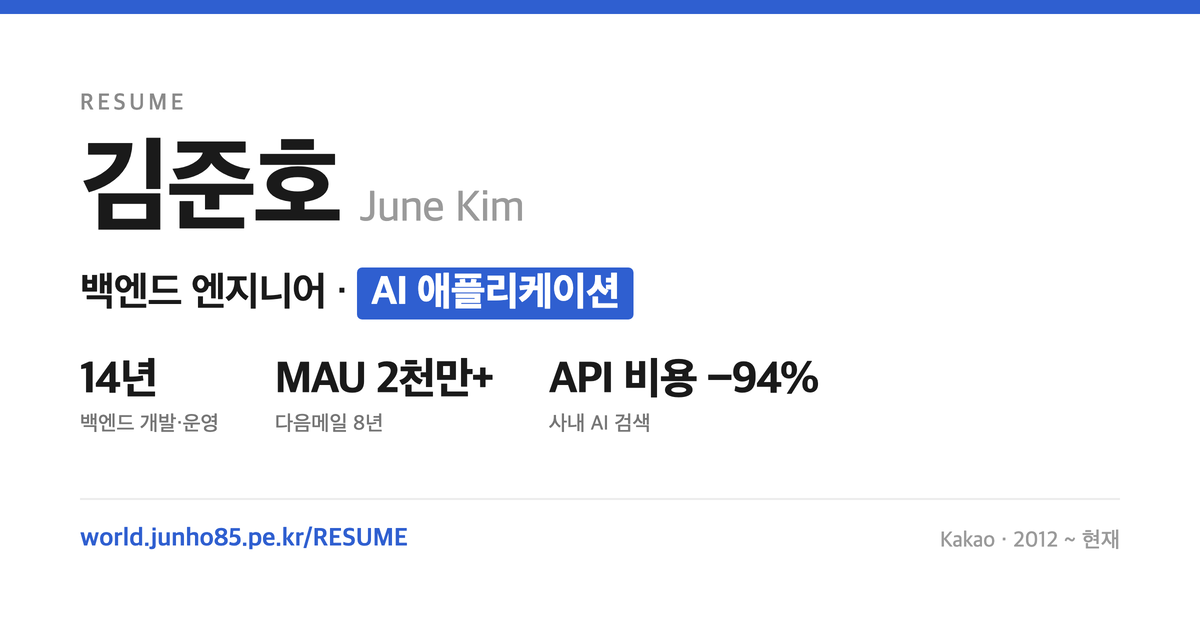 RESUME
김준호 June Kim
백엔드 엔지니어 · AI 애플리케이션
14년 MAU 2천만+ API 비용 −94%
백엔드 개발·운영 다음메일 8년 사내 AI 검색
world.junho85.pe.kr/RESUME Kakao · 2012 ~ 현재